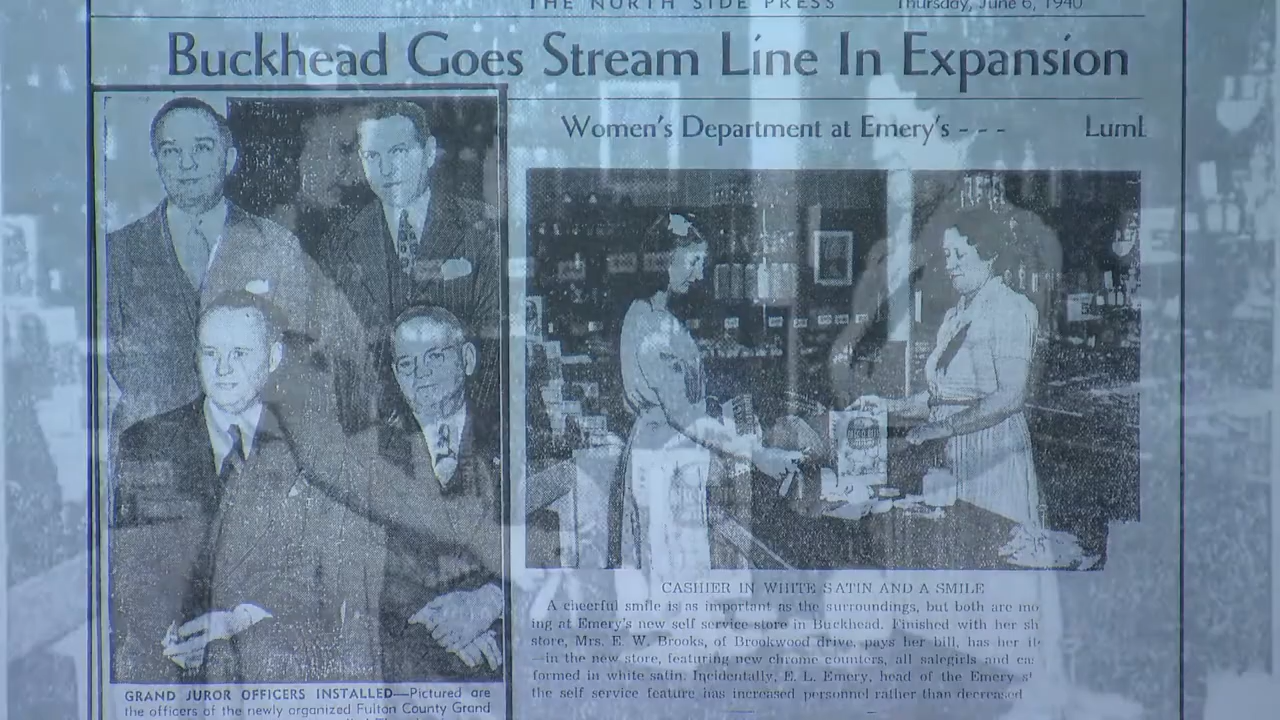 THE NORTH SIDE PRESS Thursday, June 6, 1940
Buckhead Goes Stream Line In Expansion
Women's Department at Emery's - - -
GRAND JUROR OFFICERS INSTALLED—Pictured are
the officers of the newly organized Fulton County Grand
CASHIER IN WHITE SATIN AND A SMILE
A cheerful smile is as important as the surroundings, but both are
ing at Emery's new self service store in Buckhead. Finished with her
store, Mrs. E. W. Brooks, of Brookwood drive, pays her bill, has her
—in the new store, featuring new chrome counters, all salegirls and
formed in white satin. Incidentally, E. L. Emery, head of the Emery
the self service feature has increased personnel rather than decreased